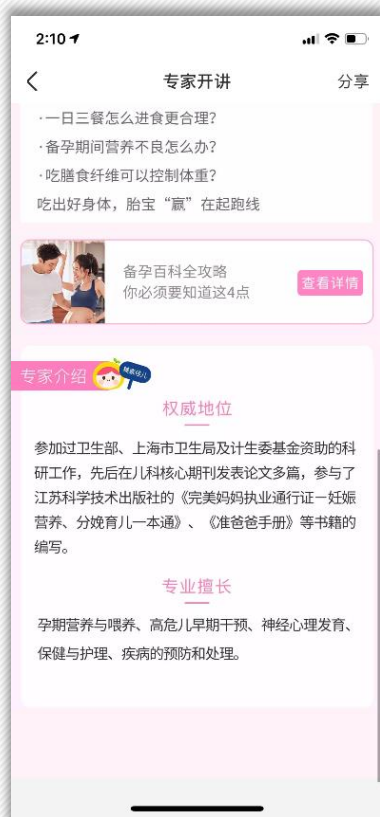 2:10
专家开讲
分享
·一日三餐怎么进食更合理?
·备孕期间营养不良怎么办?
·吃膳食纤维可以控制体重?
吃出好身体，胎宝“赢”在起跑线
备孕百科全攻略
你必须要知道这4点
查看详情
专家介绍
权威地位
参加过卫生部、上海市卫生局及计生委基金资助的科
研工作，先后在儿科核心期刊发表论文多篇，参与了
江苏科学技术出版社的《完美妈妈执业通行证－妊娠
营养、分娩育儿一本通》、《准爸爸手册》等书籍的
编写。
专业擅长
孕期营养与喂养、高危儿早期干预、神经心理发育、
保健与护理、疾病的预防和处理。